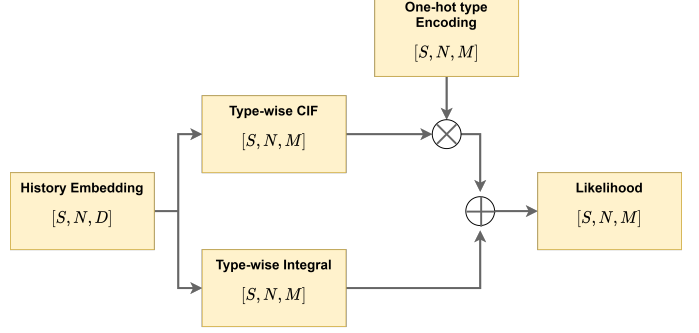 One-hot type
Encoding
[S, N, M]
Type-wise CIF
[S, N, M]
History Embedding
[S, N, D]
Likelihood
[S, N, M]
Type-wise Integral
[S, N, M]